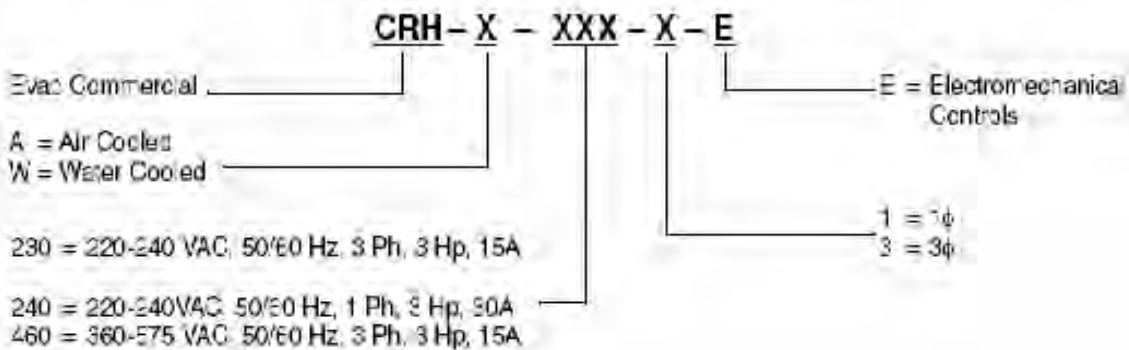 CRH – X – XXX – X – E
Evap Commercial
E = Electromechanical
Controls
A = Air Cooled
W = Water Cooled
1 = 1ϕ
3 = 3ϕ
230 = 220-240 VAC, 50/60 Hz, 3 Ph, 3 Hp, 15A
240 = 220-240VAC, 50/60 Hz, 1 Ph, 3 Hp, 30A
460 = 360-575 VAC, 50/60 Hz, 3 Ph, 3 Hp, 15A